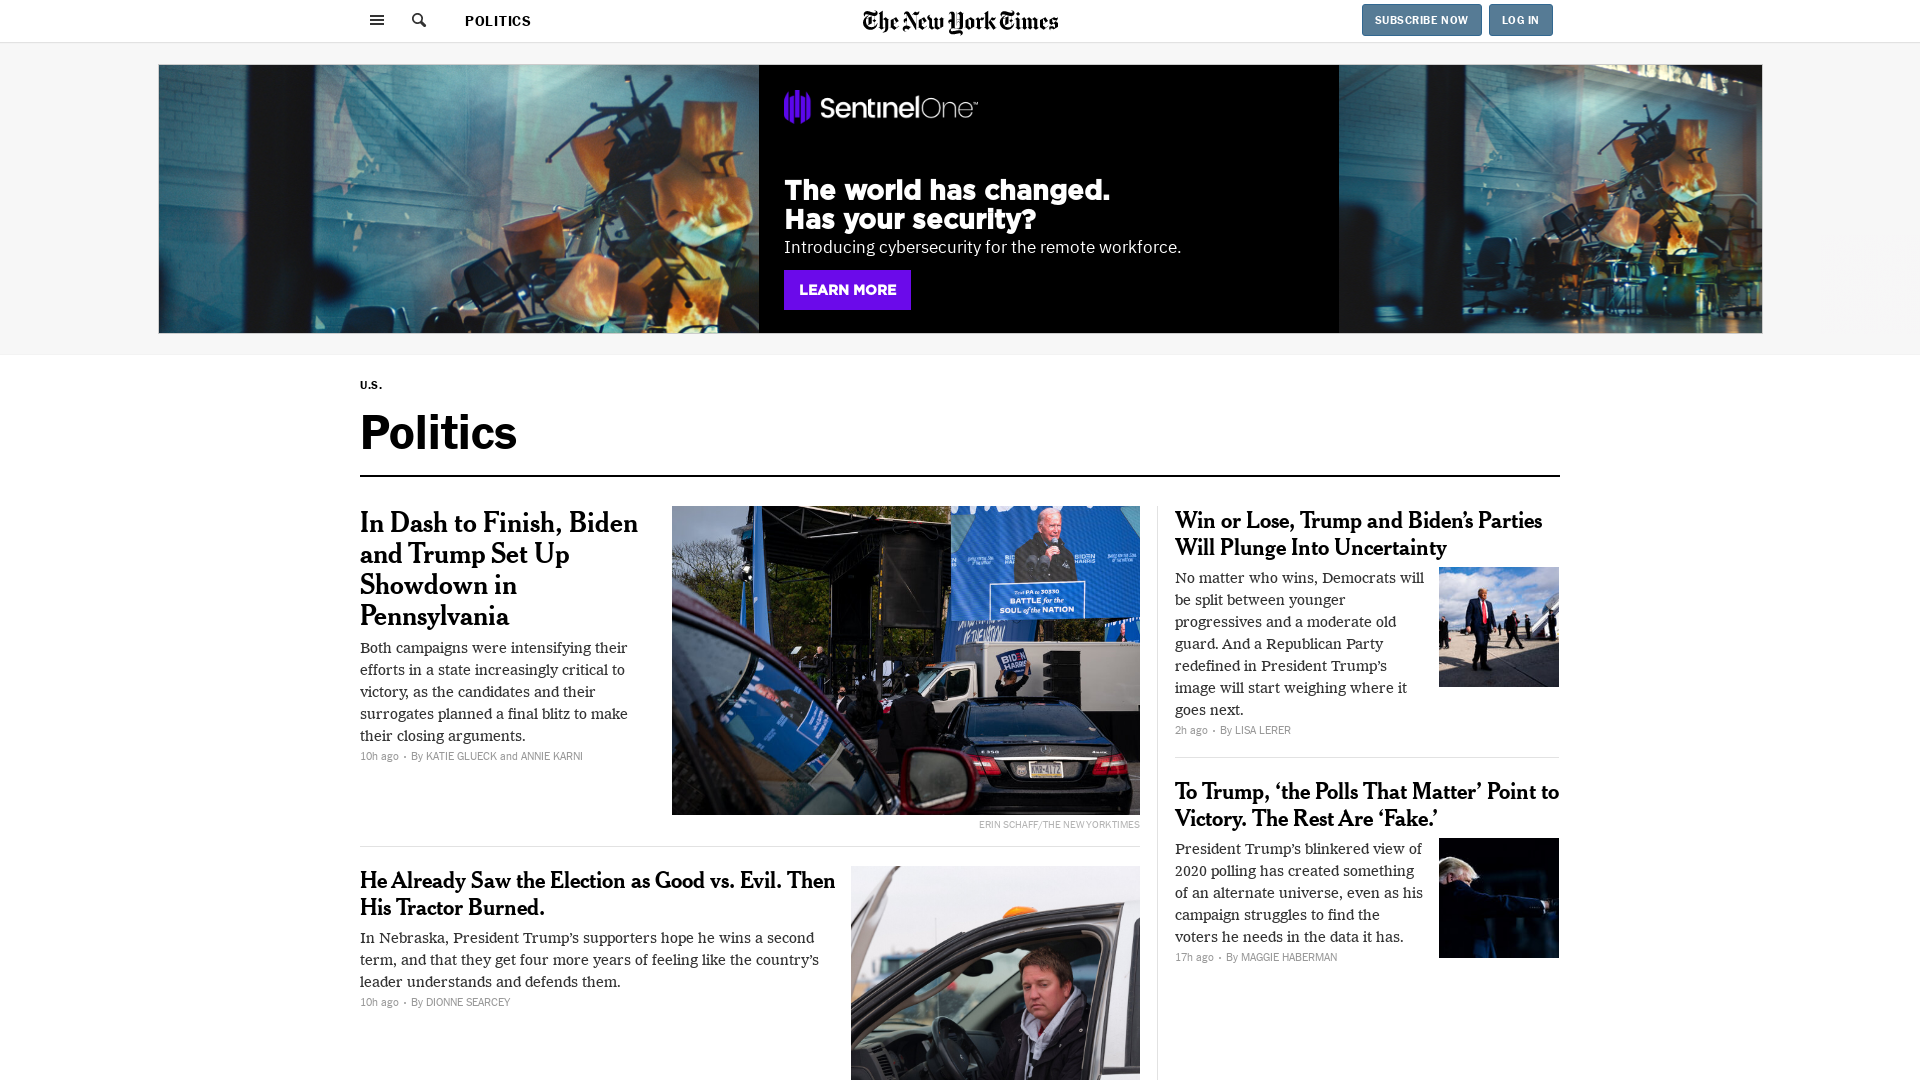 POLITICS
The New York Times
SUBSCRIBE NOW
LOG IN
SentinelOne™
The world has changed.
Has your security?
Introducing cybersecurity for the remote workforce.
LEARN MORE
U.S.
Politics
In Dash to Finish, Biden
and Trump Set Up
Showdown in
Pennsylvania
Both campaigns were intensifying their
efforts in a state increasingly critical to
victory, as the candidates and their
surrogates planned a final blitz to make
their closing arguments.
10h ago · By KATIE GLUECK and ANNIE KARNI
Text PA to 30330
BATTLE for the
SOUL of the NATION
BIDEN
HARRIS
ERIN SCHAFF/THE NEW YORK TIMES
He Already Saw the Election as Good vs. Evil. Then
His Tractor Burned.
In Nebraska, President Trump’s supporters hope he wins a second
term, and that they get four more years of feeling like the country’s
leader understands and defends them.
10h ago · By DIONNE SEARCEY
Win or Lose, Trump and Biden’s Parties
Will Plunge Into Uncertainty
No matter who wins, Democrats will
be split between younger
progressives and a moderate old
guard. And a Republican Party
redefined in President Trump’s
image will start weighing where it
goes next.
2h ago · By LISA LERER
To Trump, ‘the Polls That Matter’ Point to
Victory. The Rest Are ‘Fake.’
President Trump’s blinkered view of
2020 polling has created something
of an alternate universe, even as his
campaign struggles to find the
voters he needs in the data it has.
17h ago · By MAGGIE HABERMAN